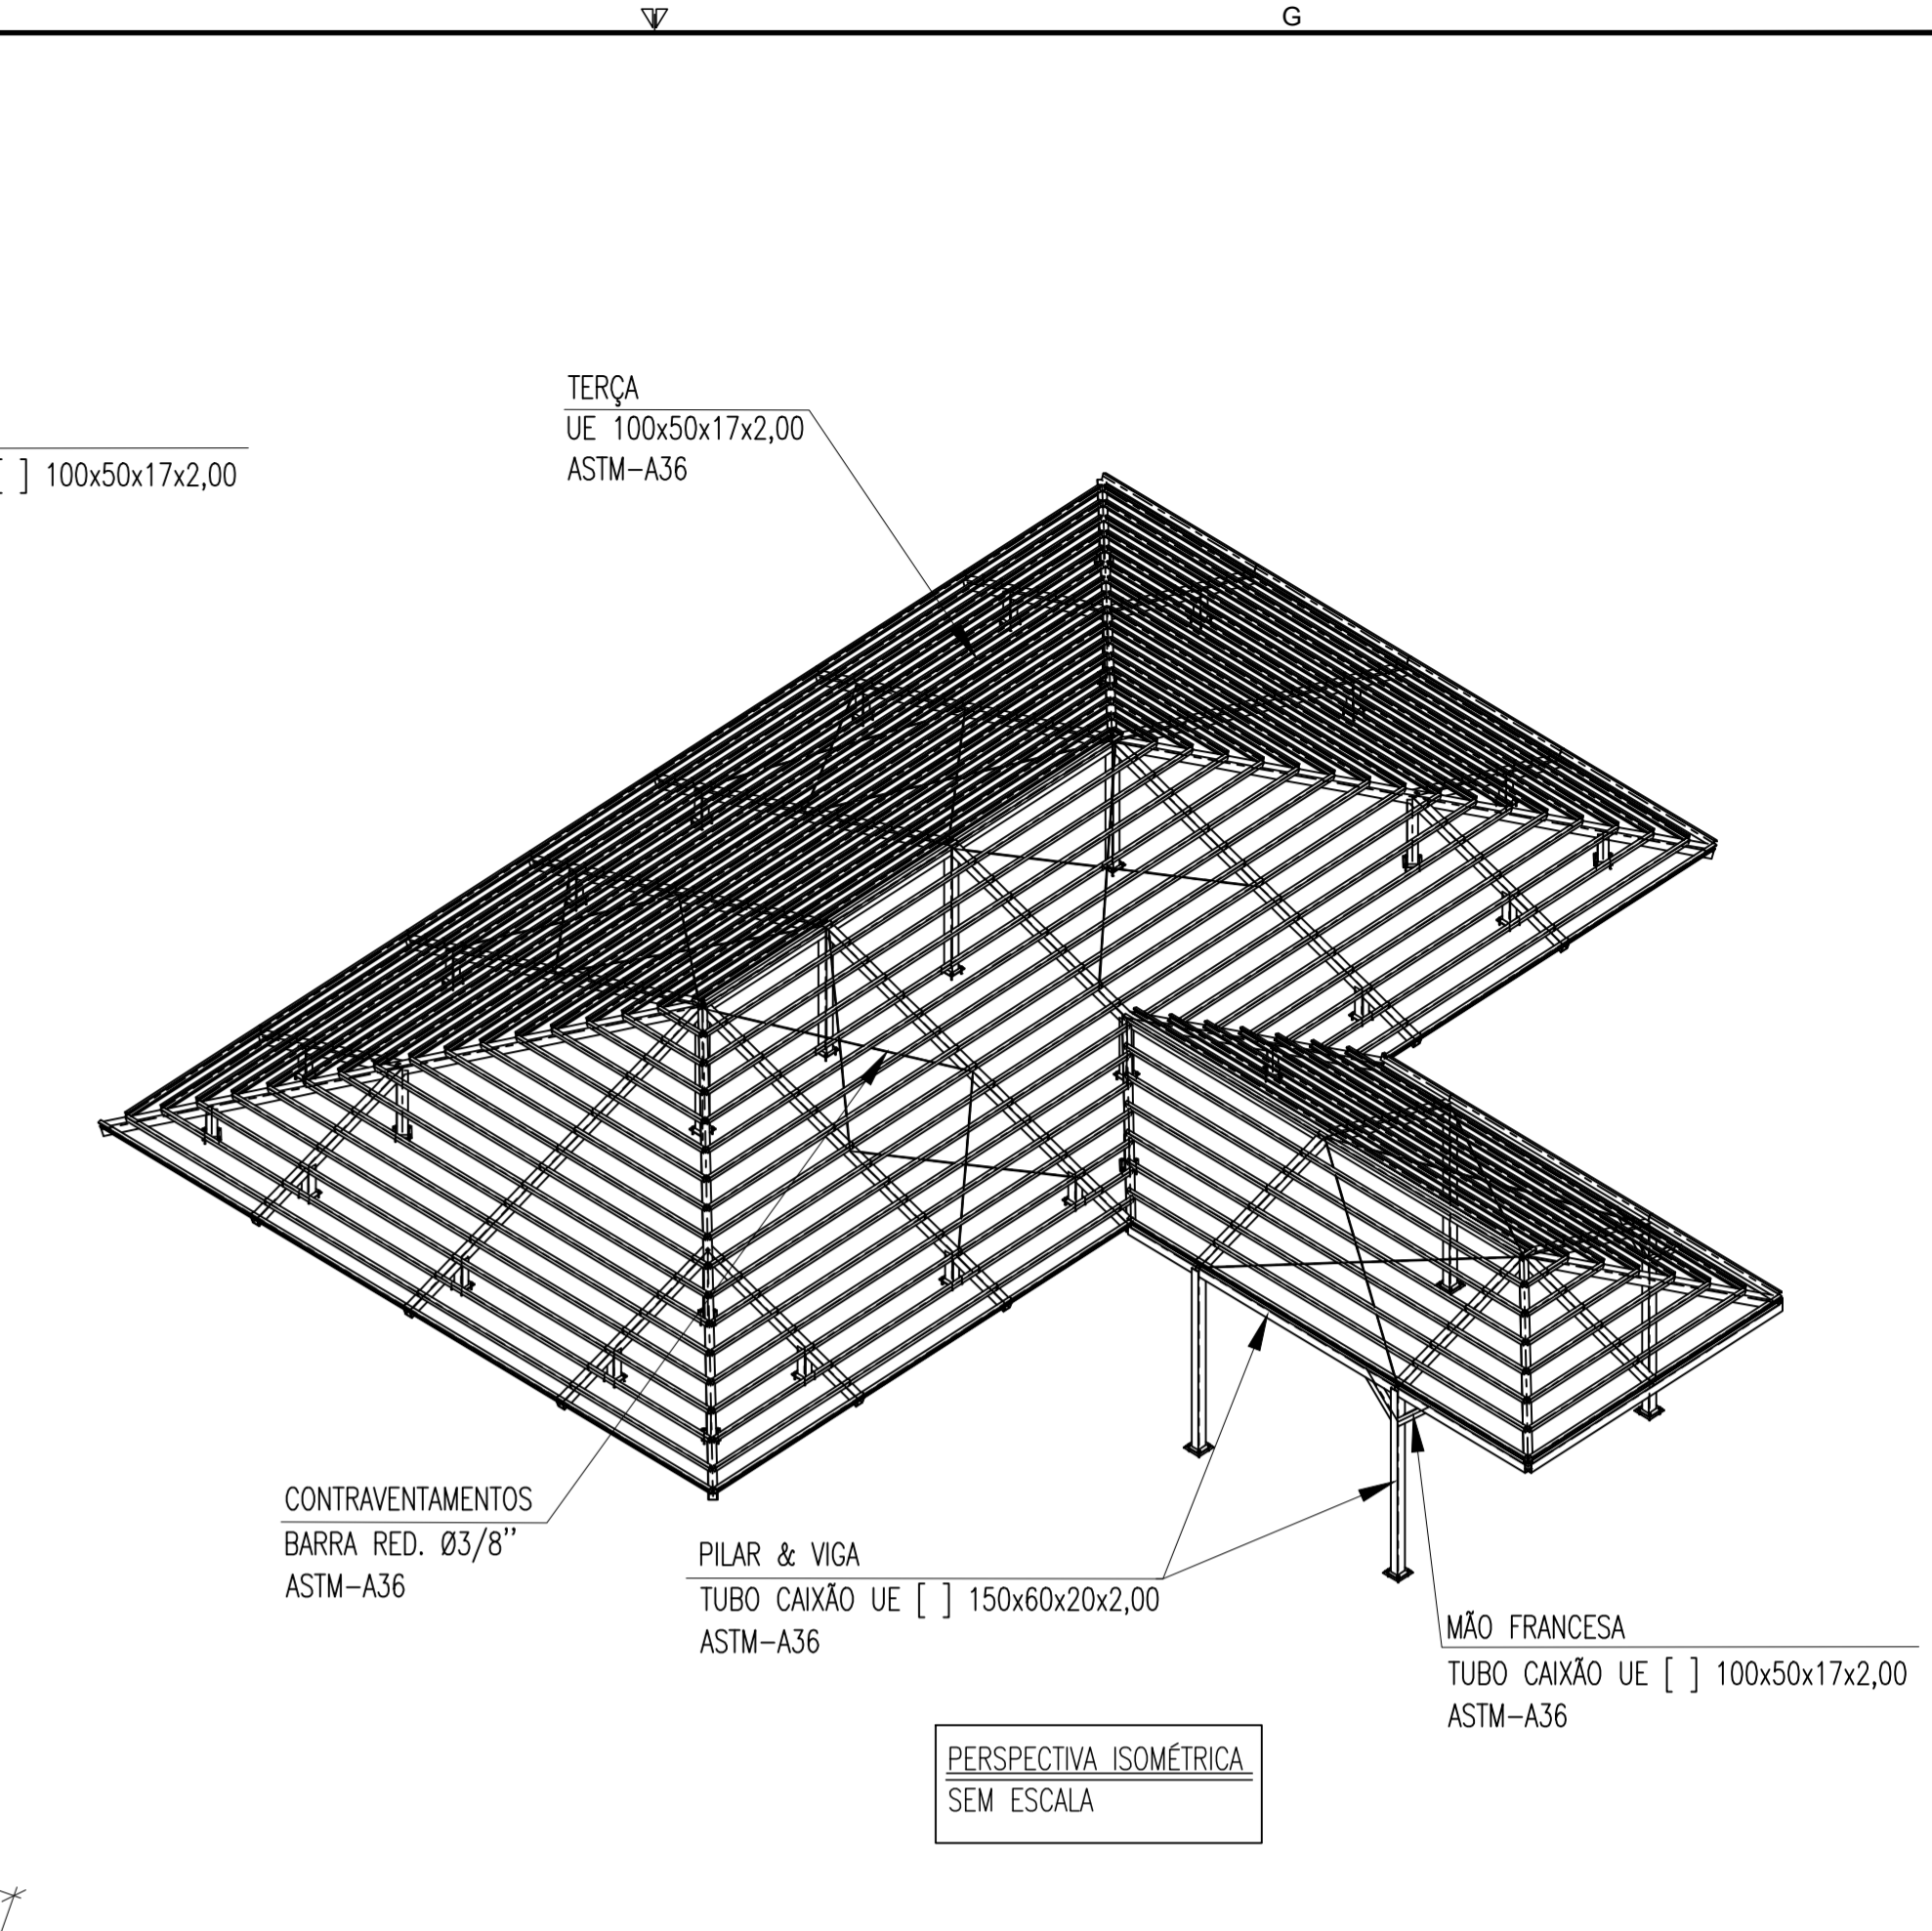 G
TERÇA
UE 100x50x17x2,00
ASTM-A36
[ ] 100x50x17x2,00
CONTRAVENTAMENTOS
BARRA RED. Ø3/8''
ASTM-A36
PILAR & VIGA
TUBO CAIXÃO UE [ ] 150x60x20x2,00
ASTM-A36
MÃO FRANCESA
TUBO CAIXÃO UE [ ] 100x50x17x2,00
ASTM-A36
PERSPECTIVA ISOMÉTRICA
SEM ESCALA